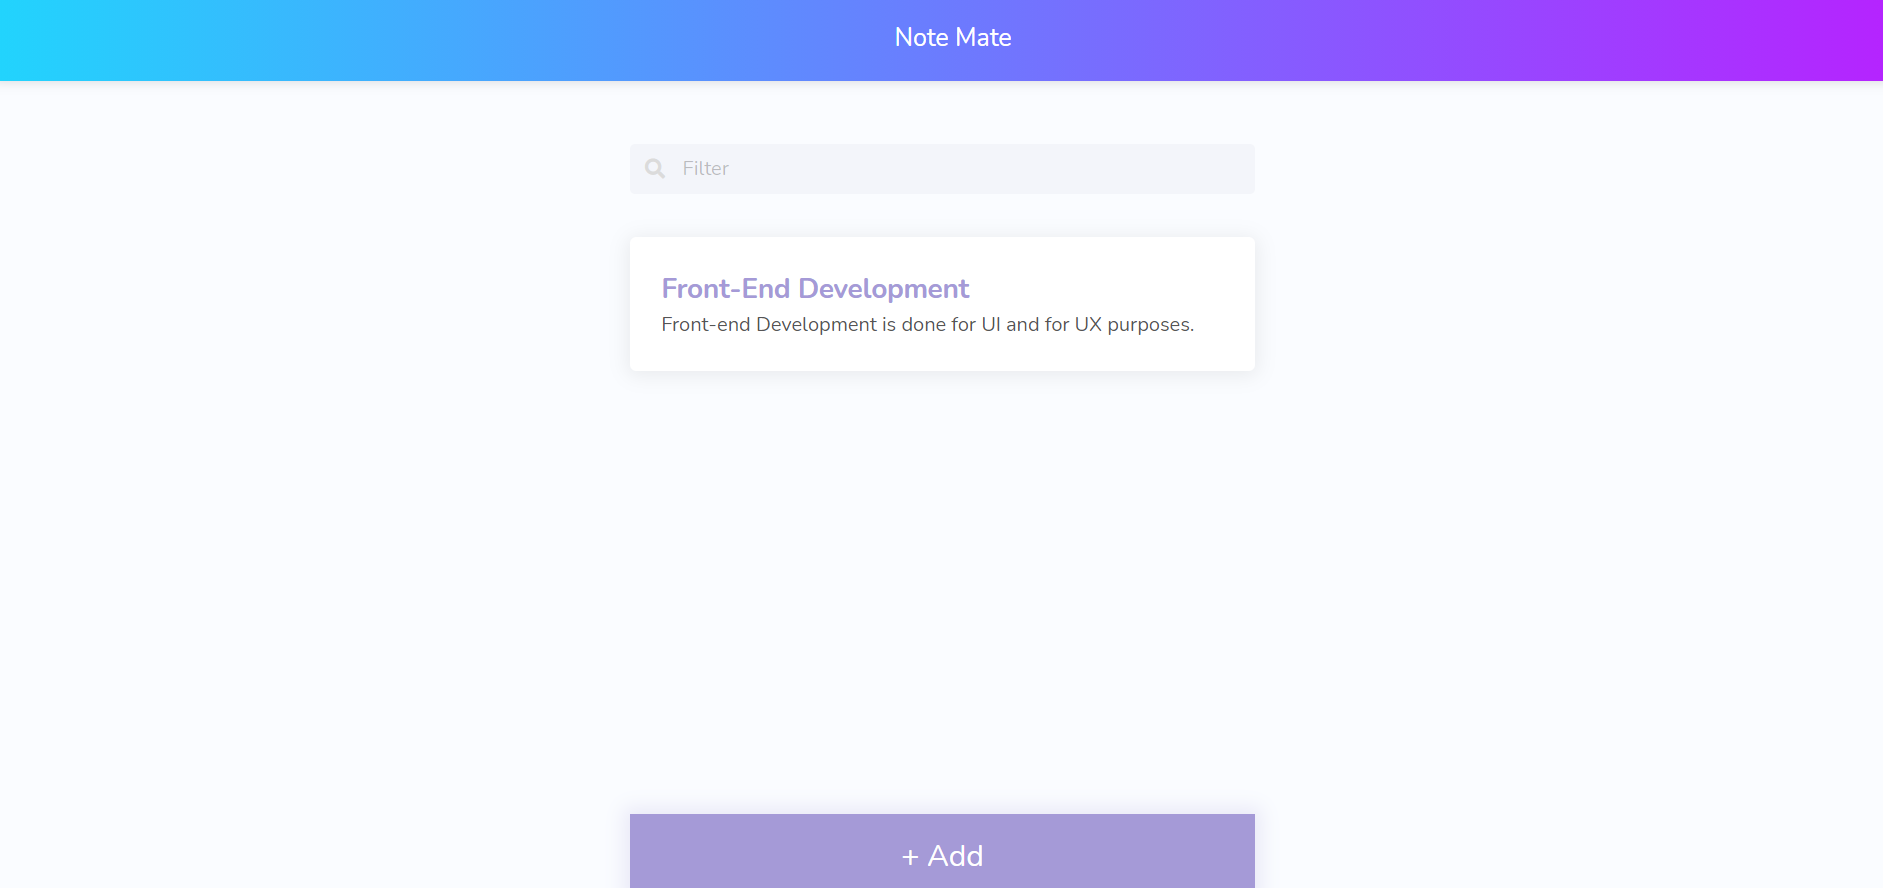 Note Mate
Filter
Front-End Development
Front-end Development is done for UI and for UX purposes.
+ Add